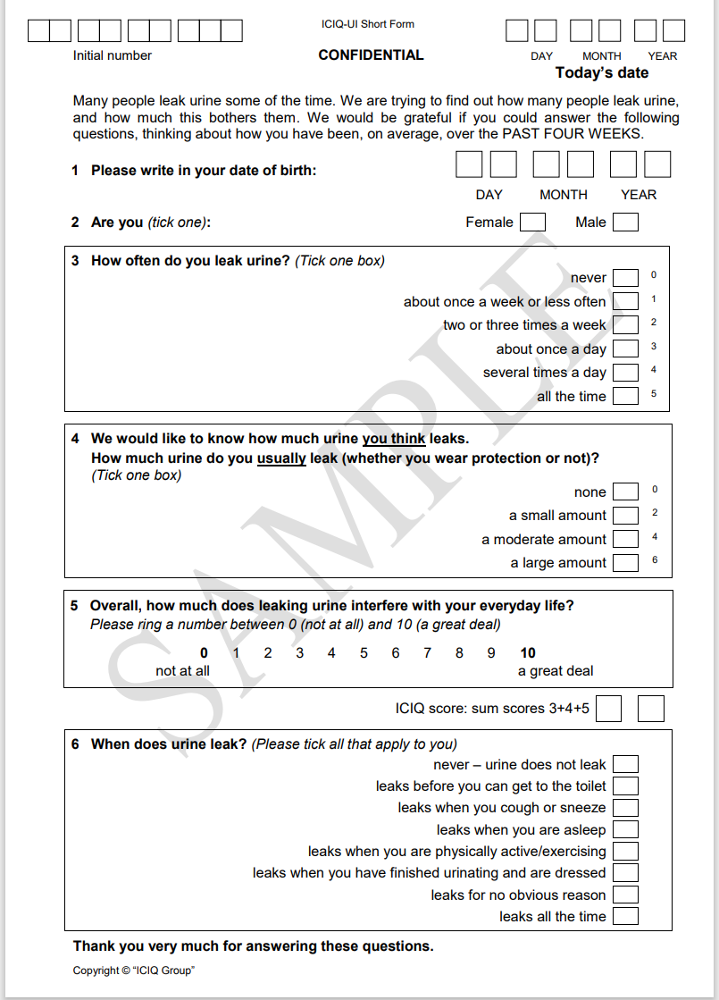 ICIQ-UI Short Form
Initial number
CONFIDENTIAL
DAY MONTH YEAR
Today's date
Many people leak urine some of the time. We are trying to find out how many people leak urine,
and how much this bothers them. We would be grateful if you could answer the following
questions, thinking about how you have been, on average, over the PAST FOUR WEEKS.
1 Please write in your date of birth:
DAY MONTH YEAR
2 Are you (tick one): Female Male
3 How often do you leak urine? (Tick one box)
never 0
about once a week or less often 1
two or three times a week 2
about once a day 3
several times a day 4
all the time 5
4 We would like to know how much urine you think leaks.
How much urine do you usually leak (whether you wear protection or not)?
(Tick one box)
none 0
a small amount 2
a moderate amount 4
a large amount 6
5 Overall, how much does leaking urine interfere with your everyday life?
Please ring a number between 0 (not at all) and 10 (a great deal)
0 1 2 3 4 5 6 7 8 9 10
not at all a great deal
ICIQ score: sum scores 3+4+5
6 When does urine leak? (Please tick all that apply to you)
never – urine does not leak
leaks before you can get to the toilet
leaks when you cough or sneeze
leaks when you are asleep
leaks when you are physically active/exercising
leaks when you have finished urinating and are dressed
leaks for no obvious reason
leaks all the time
Thank you very much for answering these questions.
Copyright © “ICIQ Group”
SAMPLE